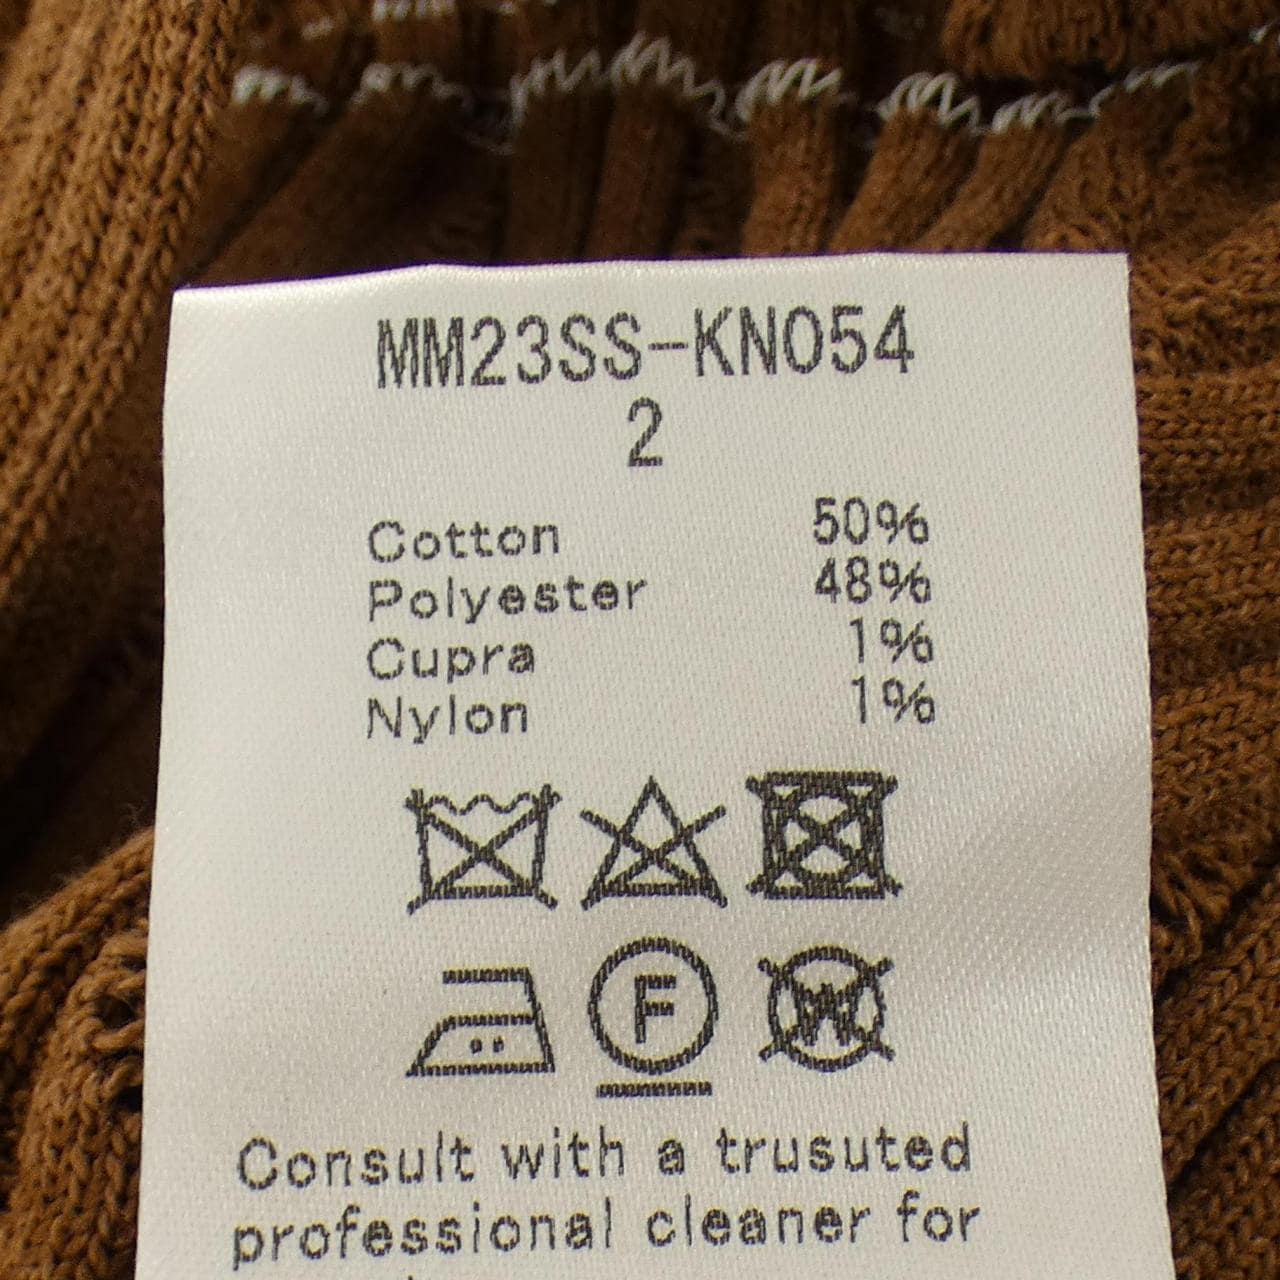 MM23SS-KN054
2
Cotton 50%
Polyester 48%
Cupra 1%
Nylon 1%
F
W
Consult with a trusuted
professional cleaner for